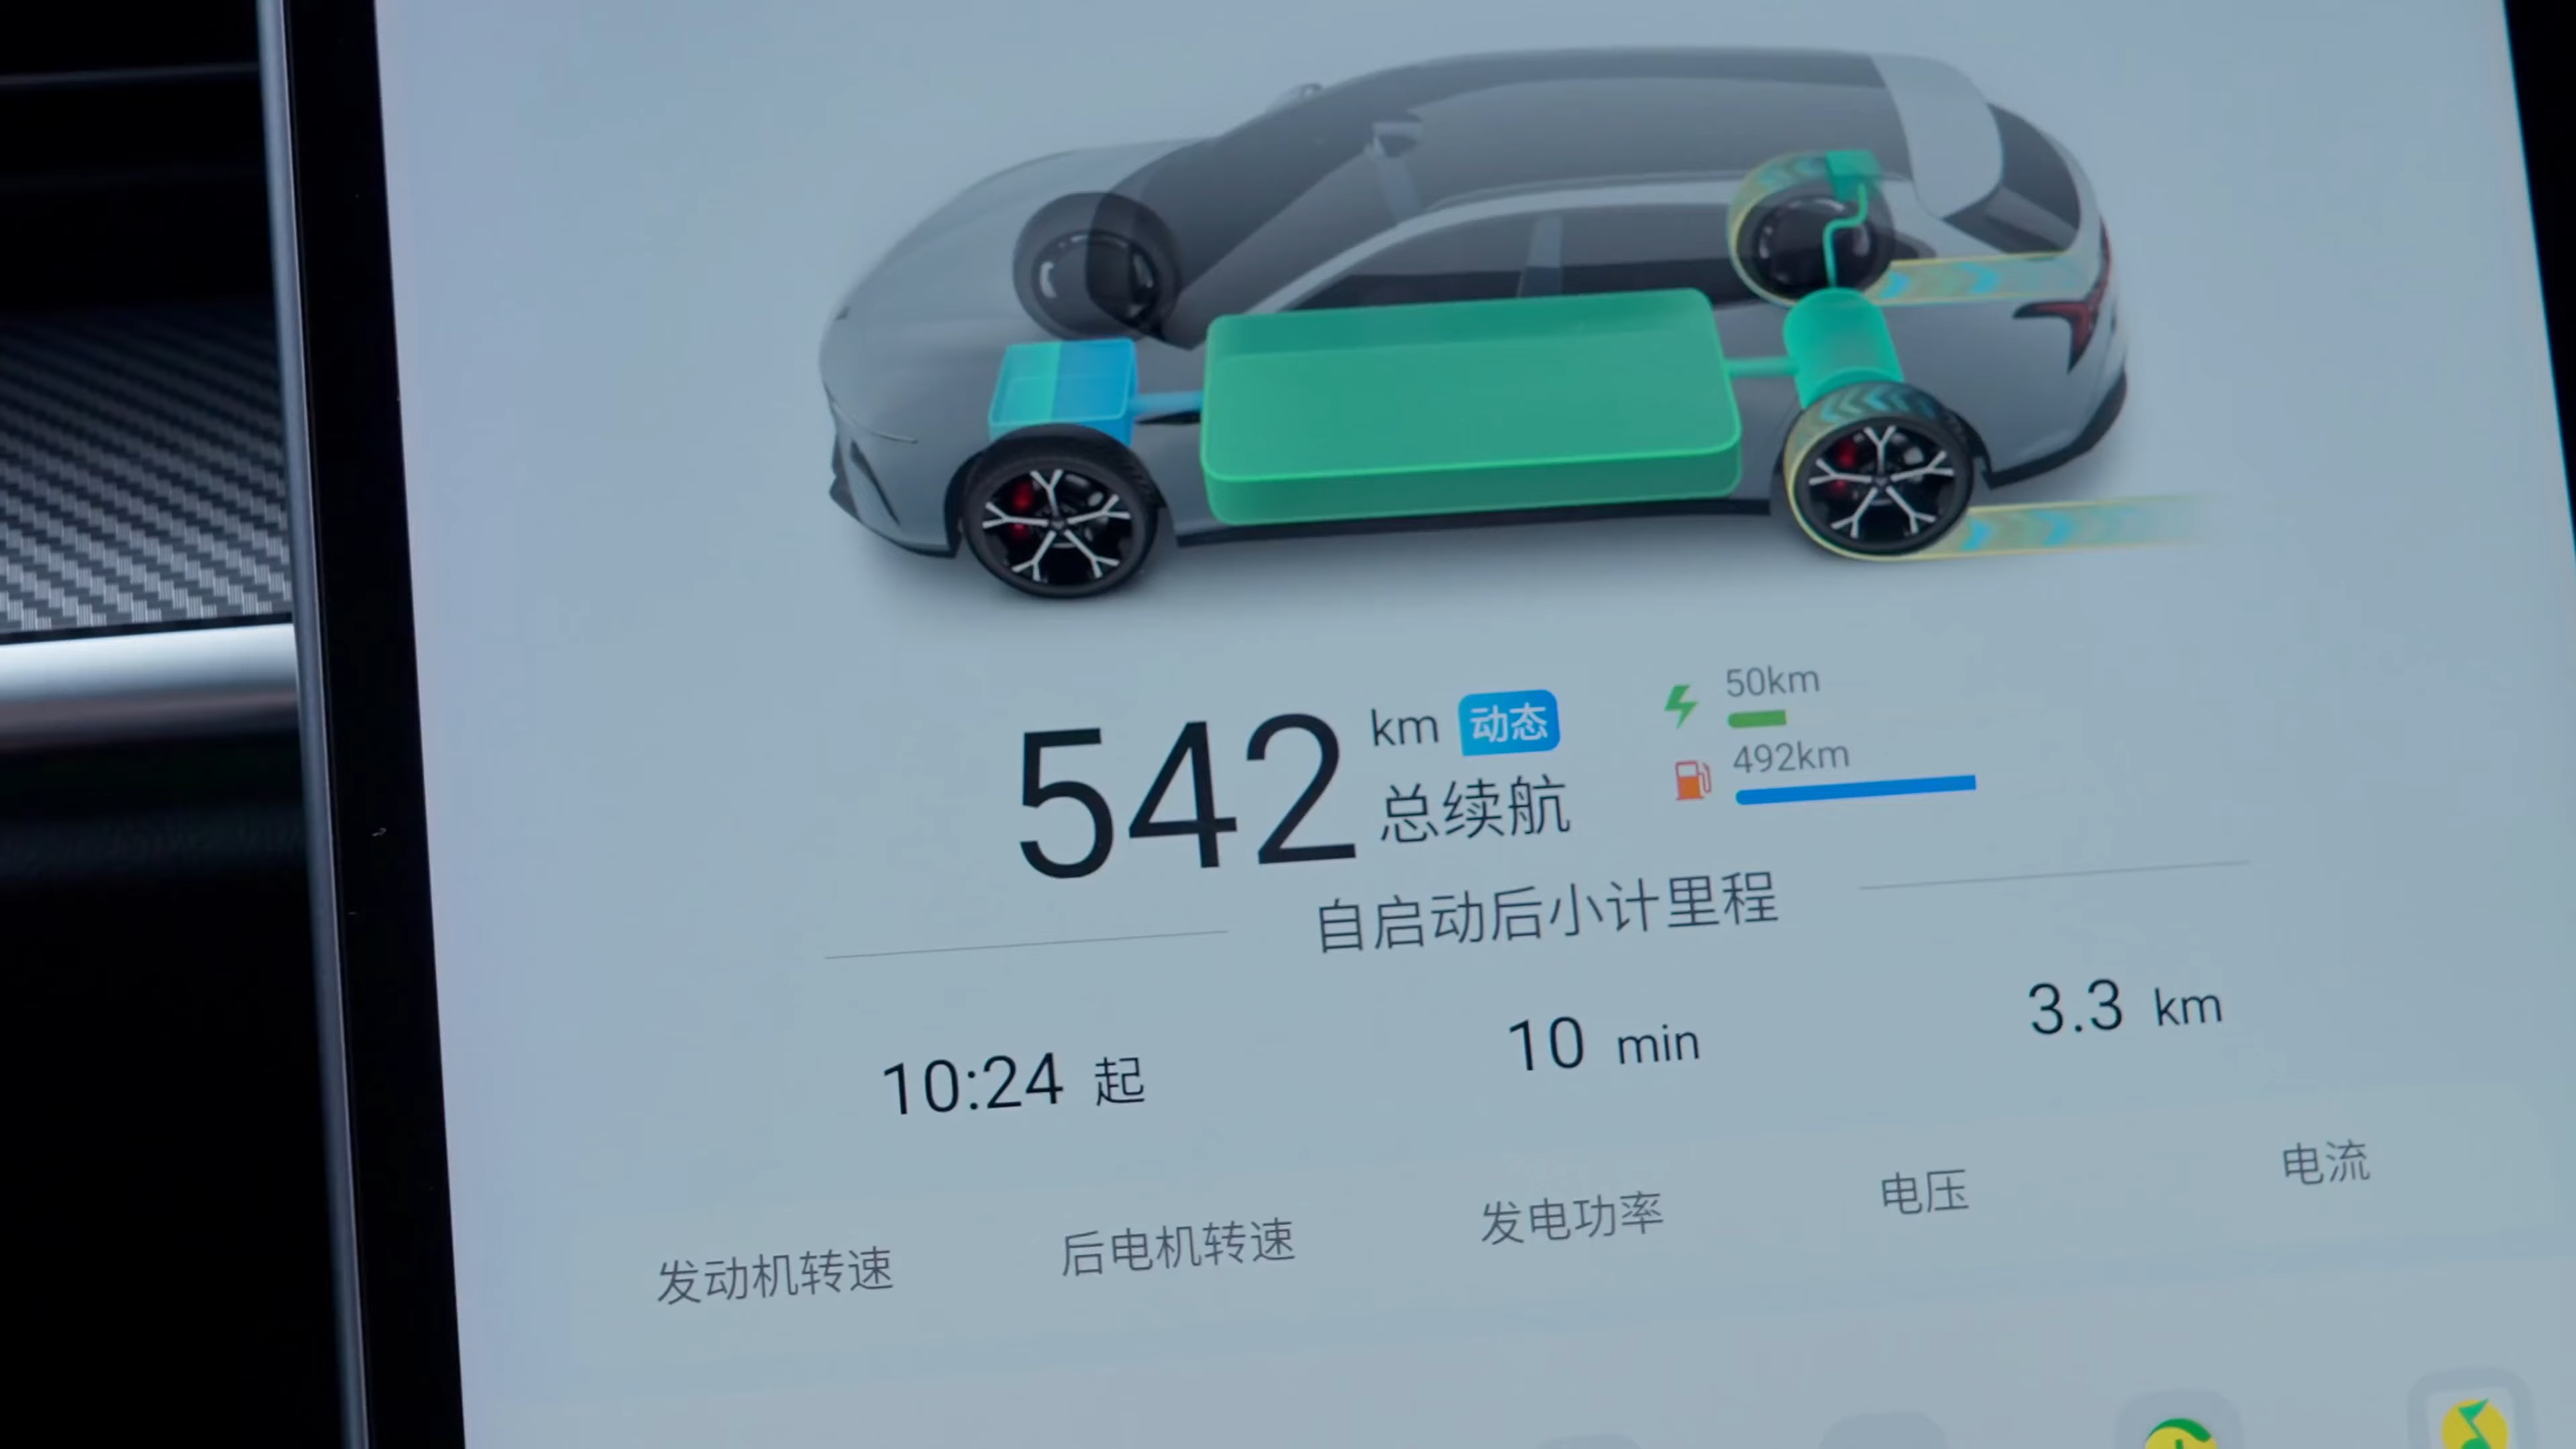 542 km 动态
总续航
50km
492km
自启动后小计里程
10:24 起 10 min 3.3 km
发动机转速 后电机转速 发电功率 电压 电流